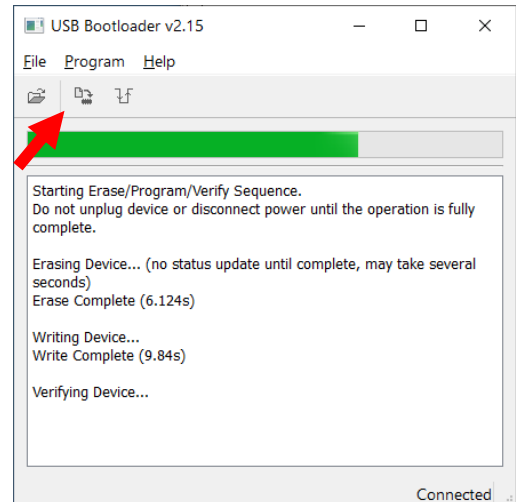 USB Bootloader v2.15
File Program Help
Starting Erase/Program/Verify Sequence.
Do not unplug device or disconnect power until the operation is fully
complete.
Erasing Device... (no status update until complete, may take several
seconds)
Erase Complete (6.124s)
Writing Device...
Write Complete (9.84s)
Verifying Device...
Connected